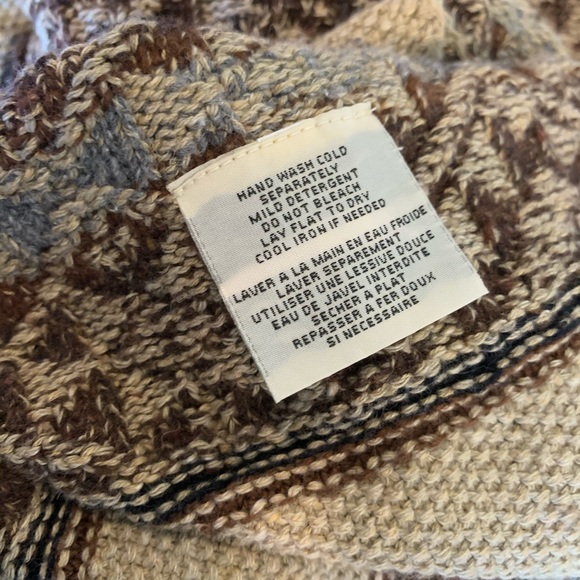 HAND WASH COLD
SEPARATELY
MILD DETERGENT
DO NOT BLEACH
LAY FLAT TO DRY
COOL IRON IF NEEDED
LAVER A LA MAIN EN EAU FROIDE
LAVER SEPAREMENT
UTILISER UNE LESSIVE DOUCE
EAU DE JAVEL INTERDITE
SECHER A PLAT
REPASSER A FER DOUX
SI NECESSAIRE